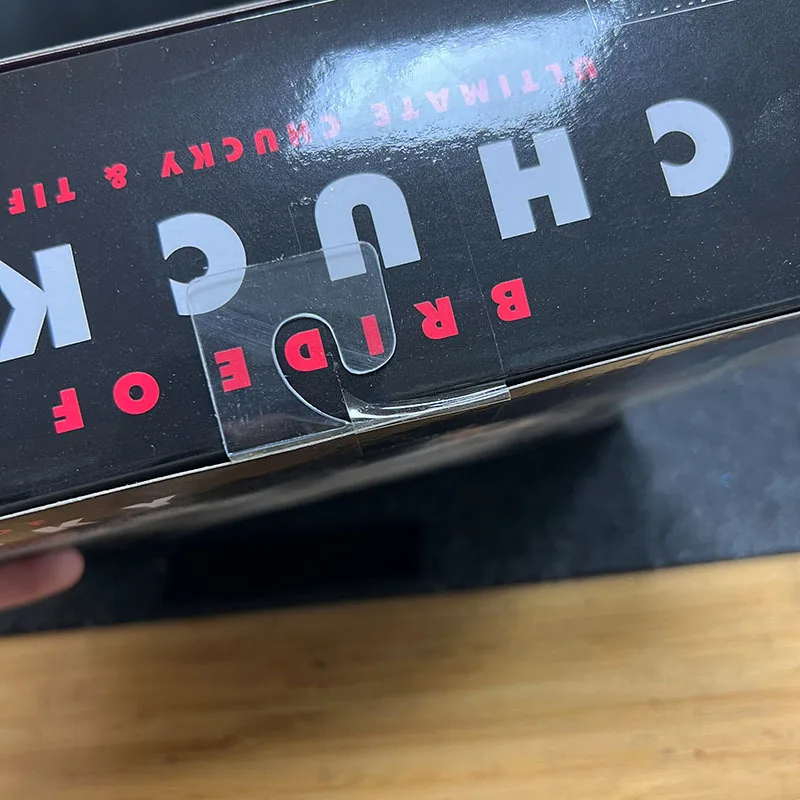 BRIDE OF
CHUCK
ULTIMATE CHUCKY & TIF